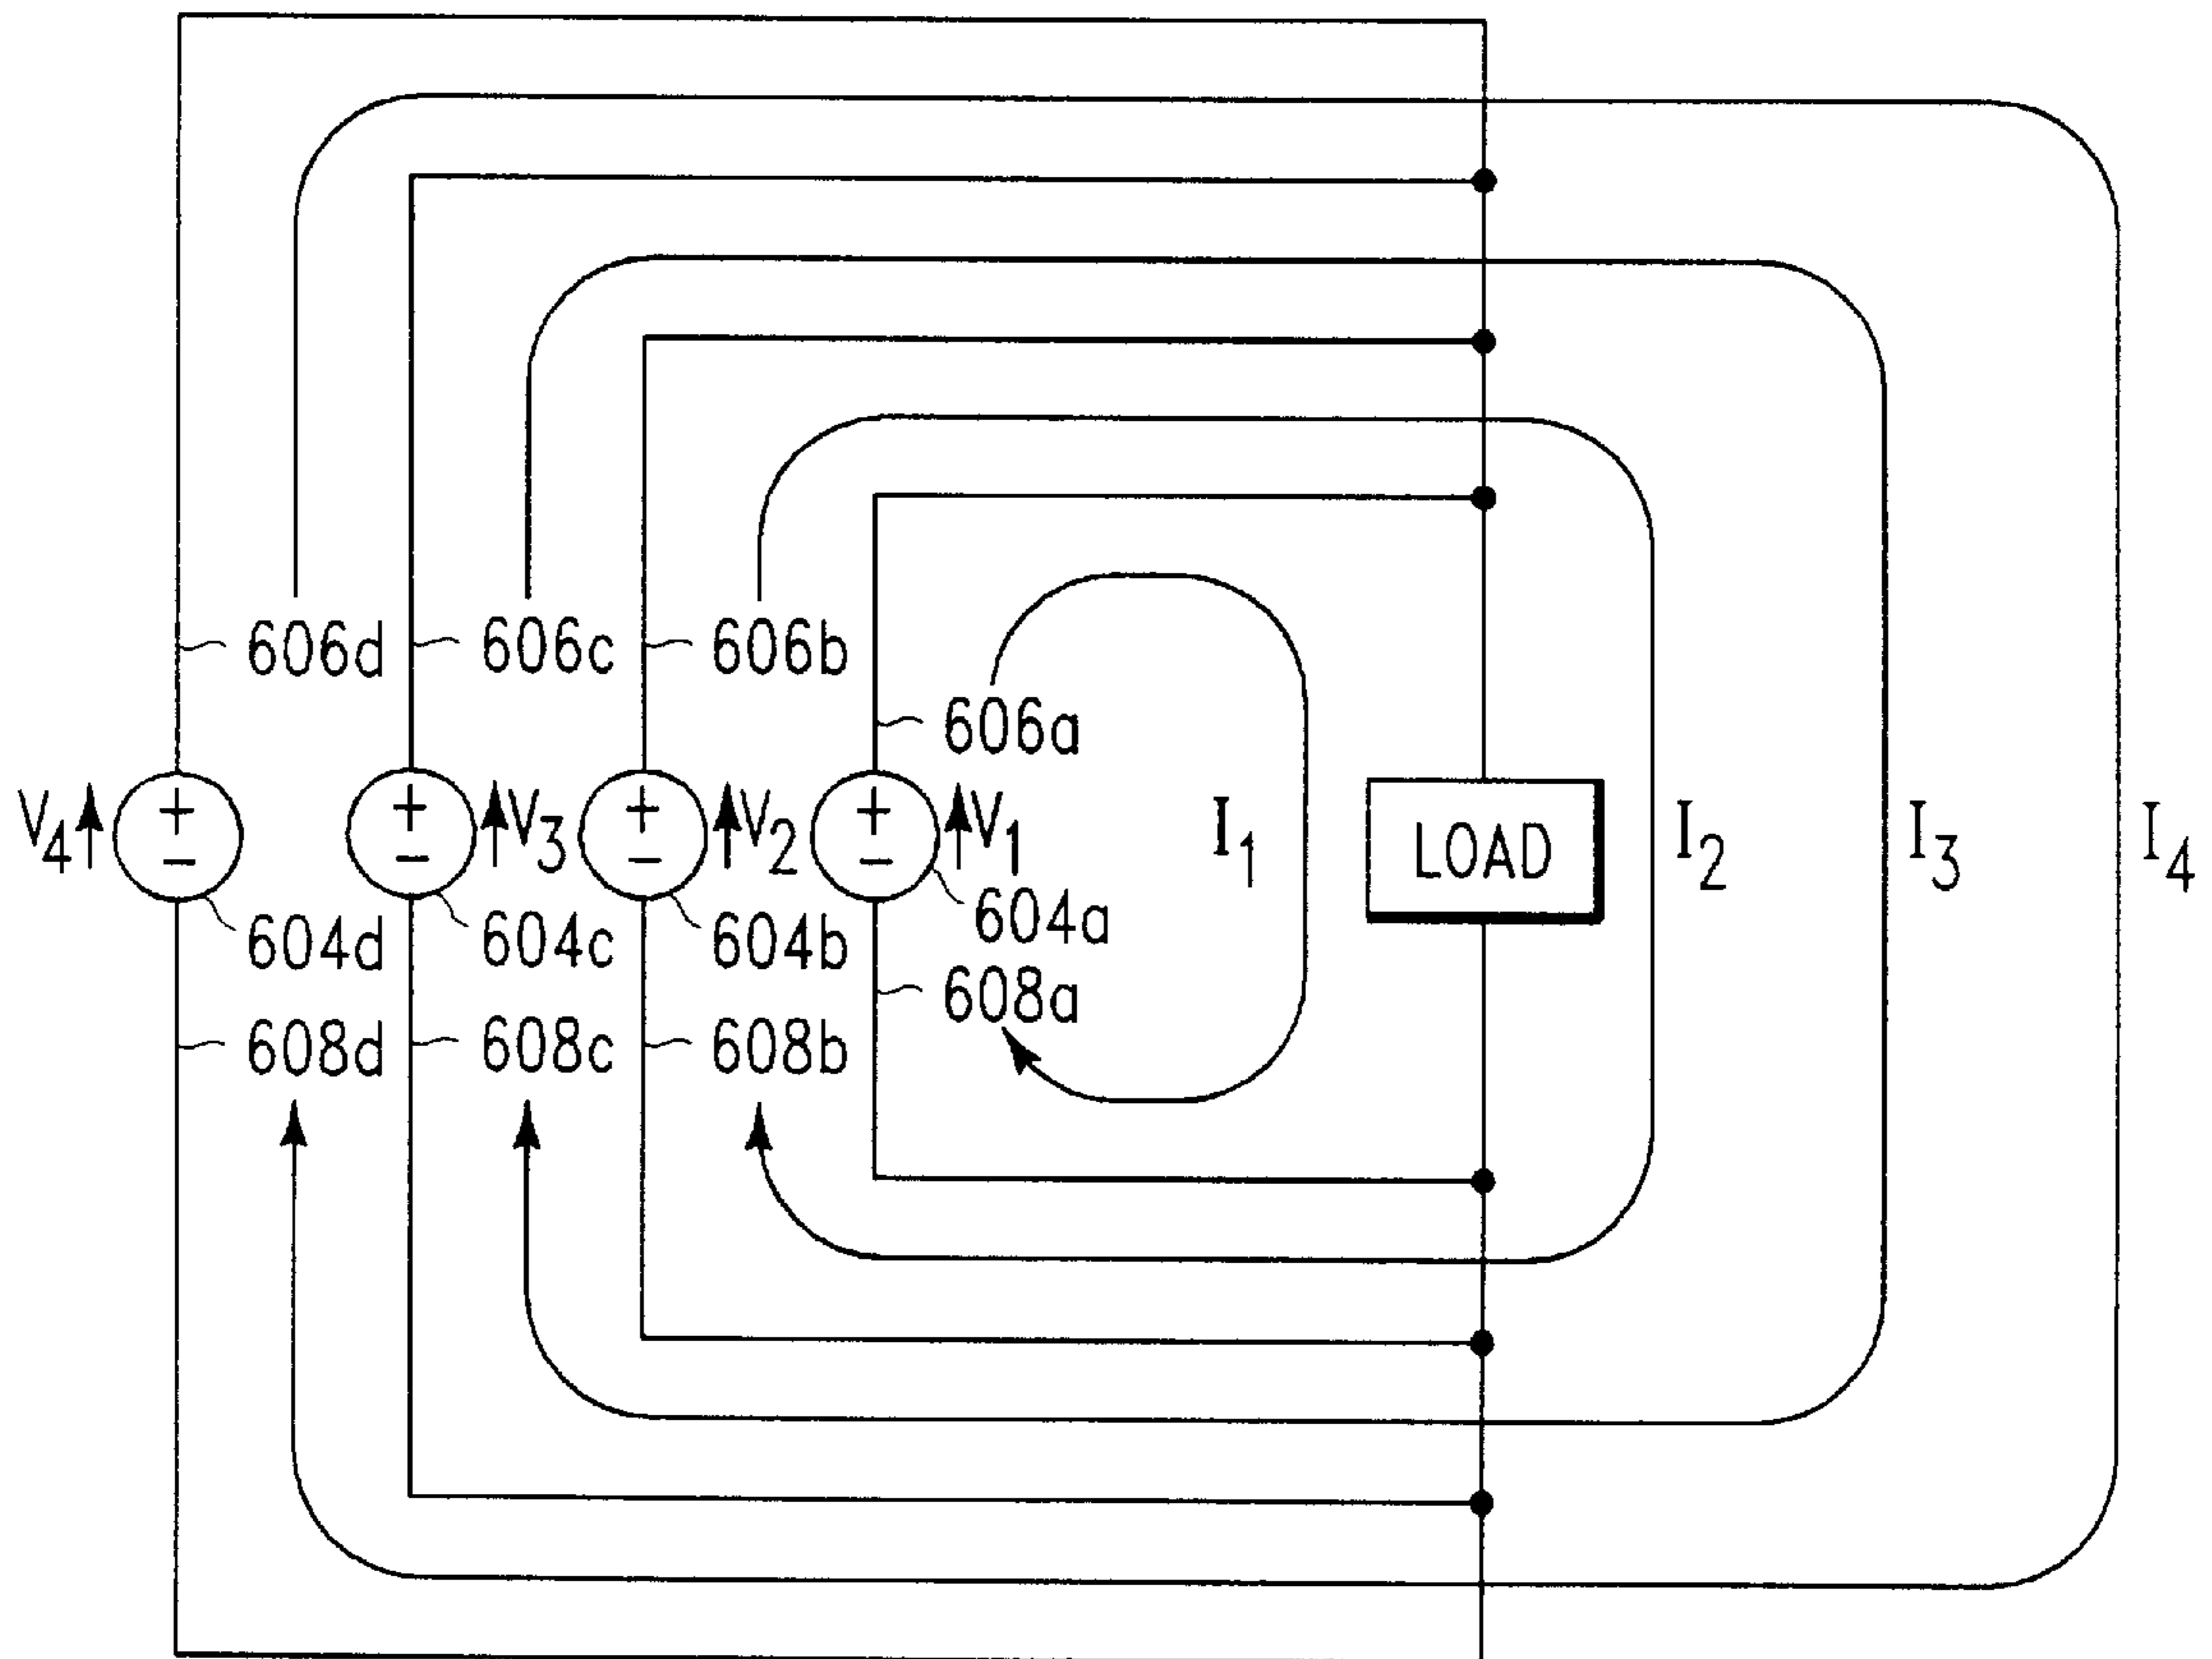 606d 606c 606b
606a
V4 + - V3 + - V2 + - V1 + - I1 LOAD I2 I3 I4
604a
604d 604c 604b
608a
608d 608c 608b